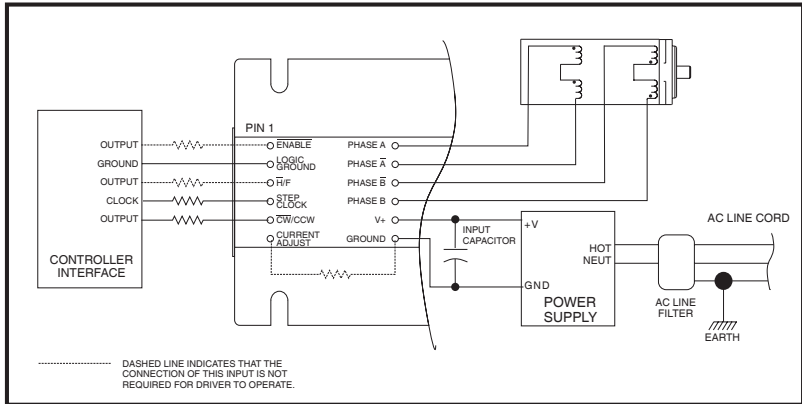 PIN 1
OUTPUT
GROUND
OUTPUT
CLOCK
OUTPUT
CONTROLLER
INTERFACE
ENABLE
LOGIC
GROUND
H/F
STEP
CLOCK
CW/CCW
CURRENT
ADJUST
PHASE A
PHASE A
PHASE B
PHASE B
V+
GROUND
INPUT
CAPACITOR
+V
HOT
NEUT
GND
POWER
SUPPLY
AC LINE CORD
AC LINE
FILTER
EARTH
DASHED LINE INDICATES THAT THE
CONNECTION OF THIS INPUT IS NOT
REQUIRED FOR DRIVER TO OPERATE.